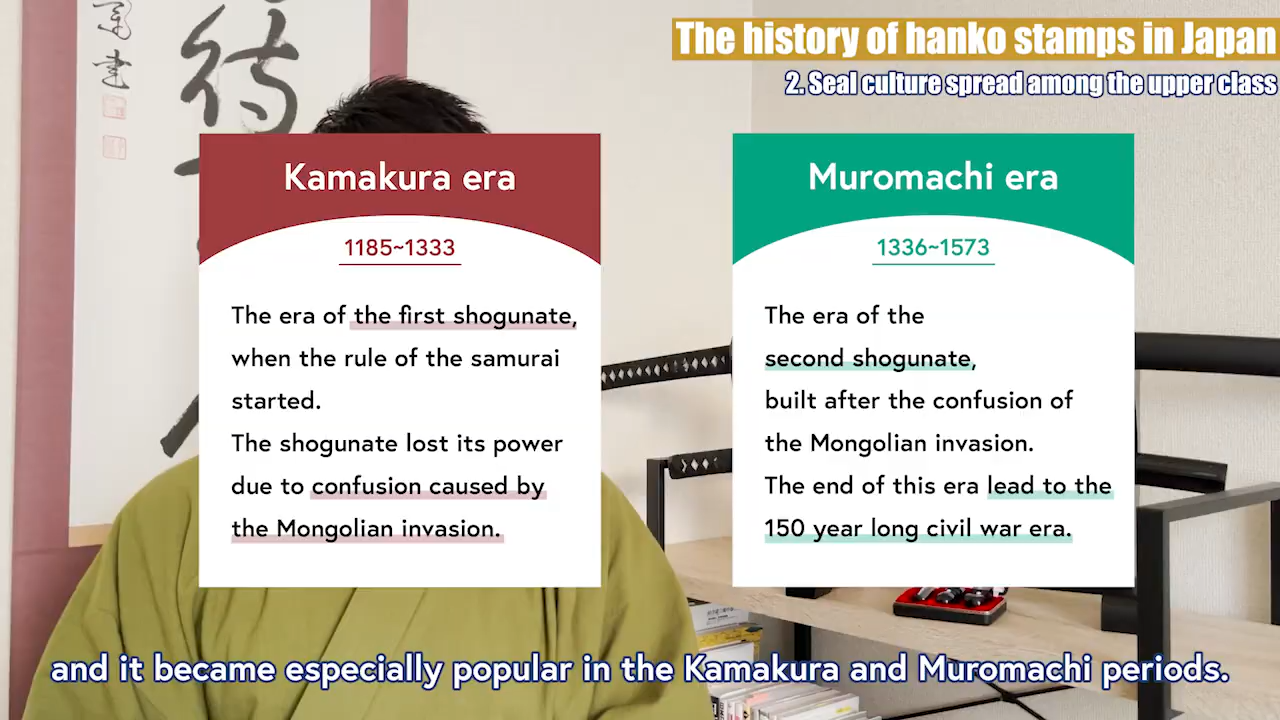 The history of hanko stamps in Japan
2. Seal culture spread among the upper class
待
Kamakura era
1185~1333
The era of the first shogunate,
when the rule of the samurai
started.
The shogunate lost its power
due to confusion caused by
the Mongolian invasion.
Muromachi era
1336~1573
The era of the
second shogunate,
built after the confusion of
the Mongolian invasion.
The end of this era lead to the
150 year long civil war era.
and it became especially popular in the Kamakura and Muromachi periods.